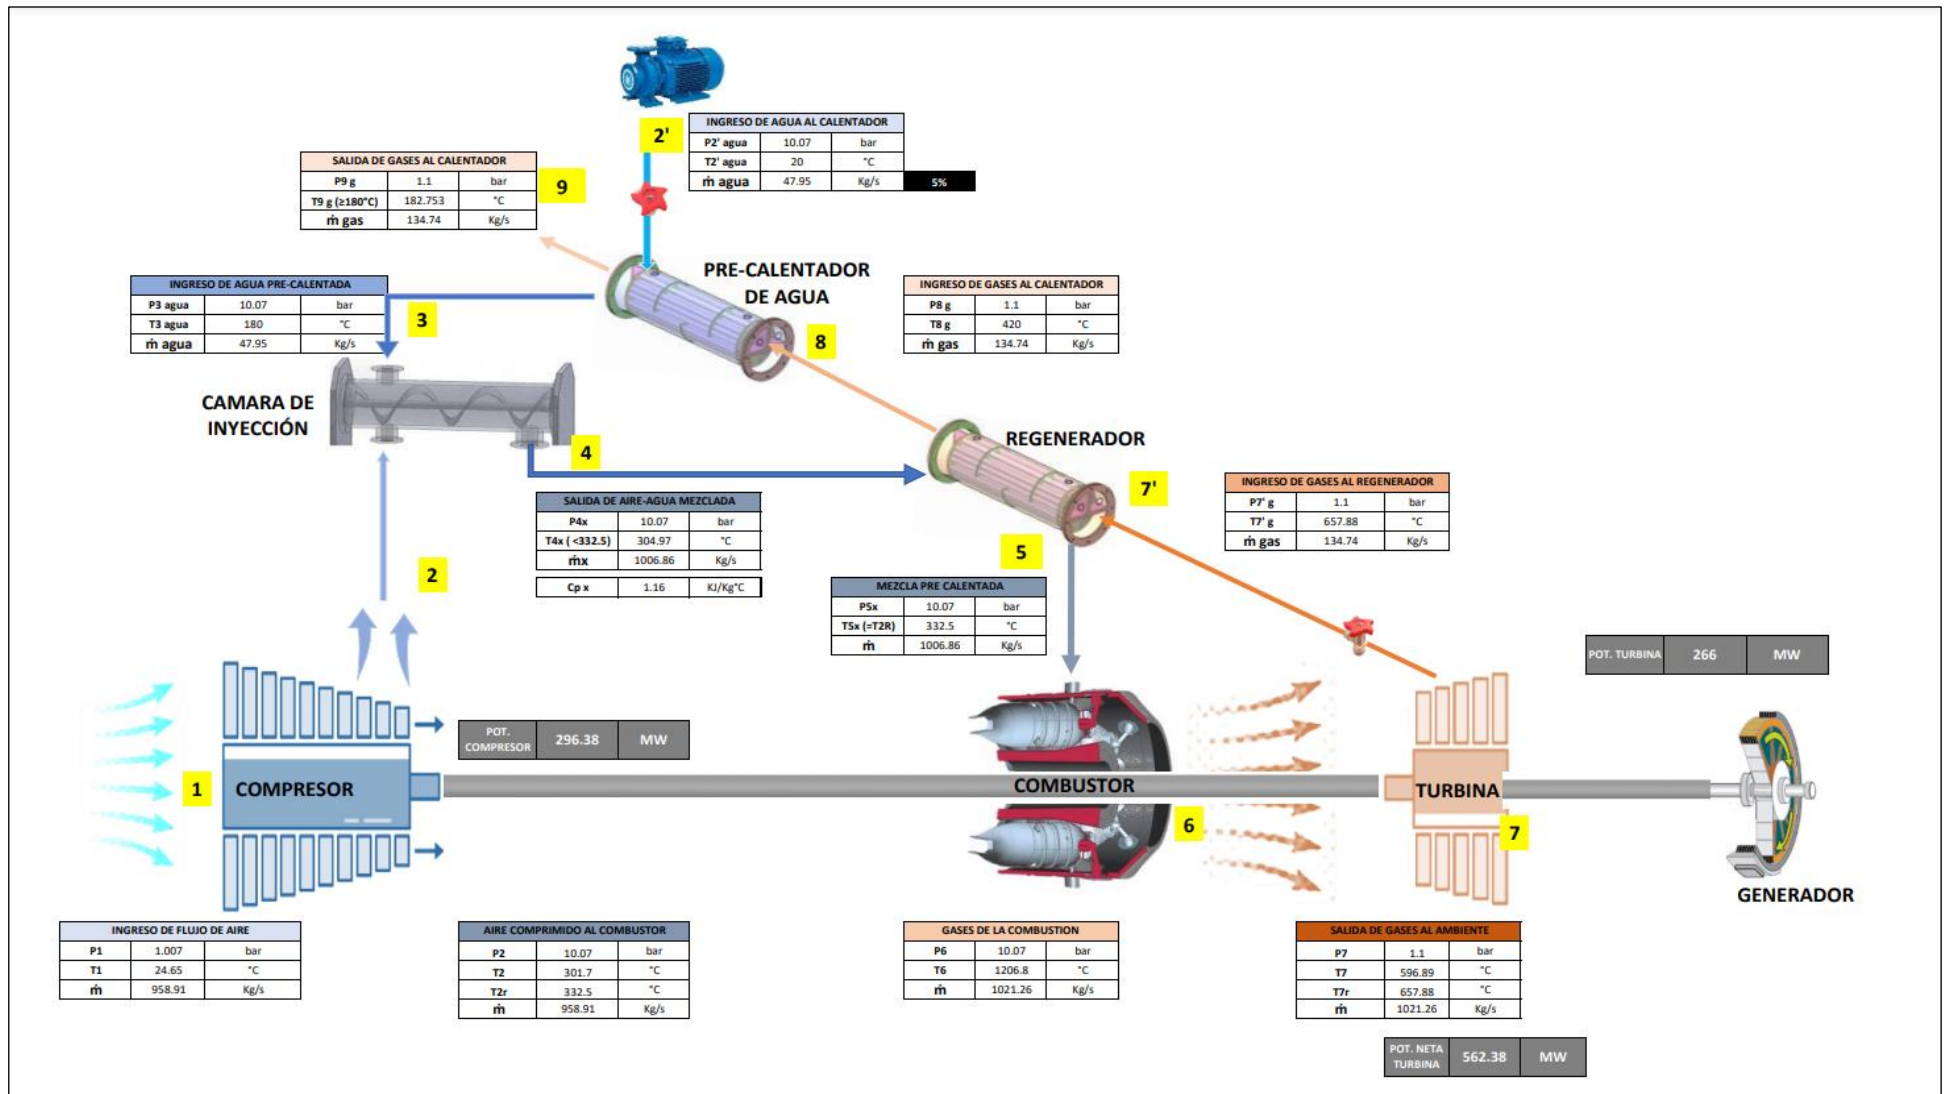 2'
INGRESO DE AGUA AL CALENTADOR
P2' agua 10.07 bar
T2' agua 20 °C
ṁ agua 47.95 Kg/s 5%
SALIDA DE GASES AL CALENTADOR
P9 g 1.1 bar
T9 g (≥180°C) 182.753 °C
ṁ gas 134.74 Kg/s
9
PRE-CALENTADOR
DE AGUA
INGRESO DE AGUA PRE-CALENTADA
P3 agua 10.07 bar
T3 agua 180 °C
ṁ agua 47.95 Kg/s
3
8
INGRESO DE GASES AL CALENTADOR
P8 g 1.1 bar
T8 g 420 °C
ṁ gas 134.74 Kg/s
CAMARA DE
INYECCIÓN
4
REGENERADOR
7'
INGRESO DE GASES AL REGENERADOR
P7' g 1.1 bar
T7' g 657.88 °C
ṁ gas 134.74 Kg/s
SALIDA DE AIRE-AGUA MEZCLADA
P4x 10.07 bar
T4x ( <332.5) 304.97 °C
ṁx 1006.86 Kg/s
Cp x 1.16 KJ/Kg°C
2
5
MEZCLA PRE CALENTADA
P5x 10.07 bar
T5x (=T2R) 332.5 °C
ṁ 1006.86 Kg/s
POT. TURBINA 266 MW
POT.
COMPRESOR 296.38 MW
1
COMPRESOR
COMBUSTOR
6
TURBINA
7
GENERADOR
INGRESO DE FLUJO DE AIRE
P1 1.007 bar
T1 24.65 °C
ṁ 958.91 Kg/s
AIRE COMPRIMIDO AL COMBUSTOR
P2 10.07 bar
T2 301.7 °C
T2r 332.5 °C
ṁ 958.91 Kg/s
GASES DE LA COMBUSTION
P6 10.07 bar
T6 1206.8 °C
ṁ 1021.26 Kg/s
SALIDA DE GASES AL AMBIENTE
P7 1.1 bar
T7 596.89 °C
T7r 657.88 °C
ṁ 1021.26 Kg/s
POT. NETA
TURBINA 562.38 MW